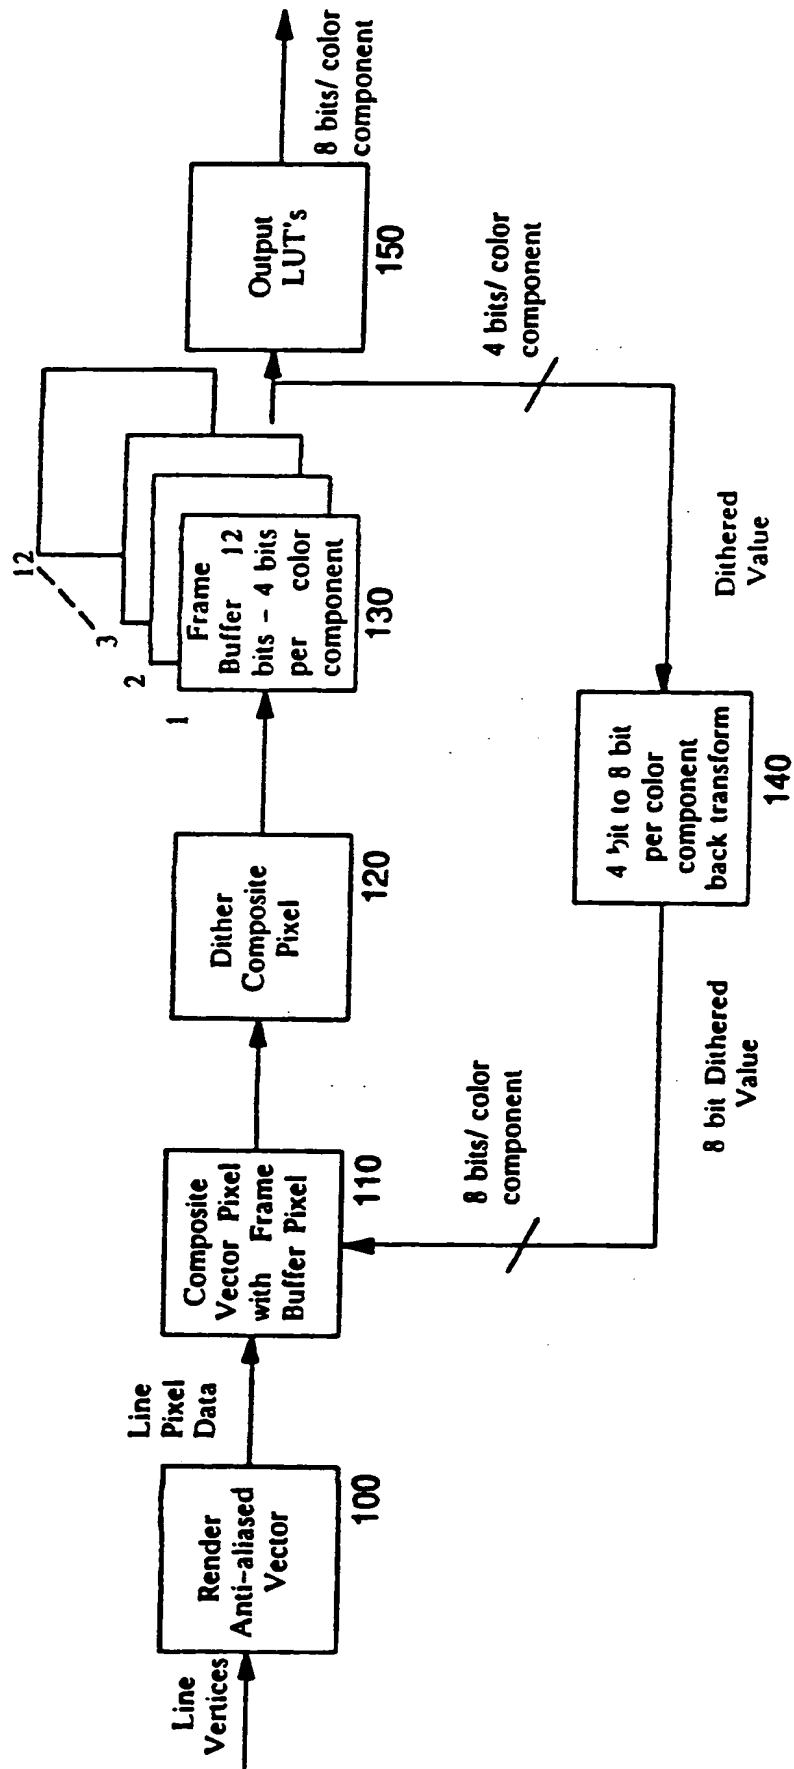 Line
Vertices
Render
Anti-aliased
Vector
100
Line
Pixel
Data
Composite
Vector Pixel
with Frame
Buffer Pixel
110
Dither
Composite
Pixel
120
1
2
3
12
Frame
Buffer 12
bits - 4 bits
per color
component
130
Output
LUT's
150
8 bits/ color
component
4 bits/ color
component
Dithered
Value
4 bit to 8 bit
per color
component
back transform
140
8 bit Dithered
Value
8 bits/ color
component